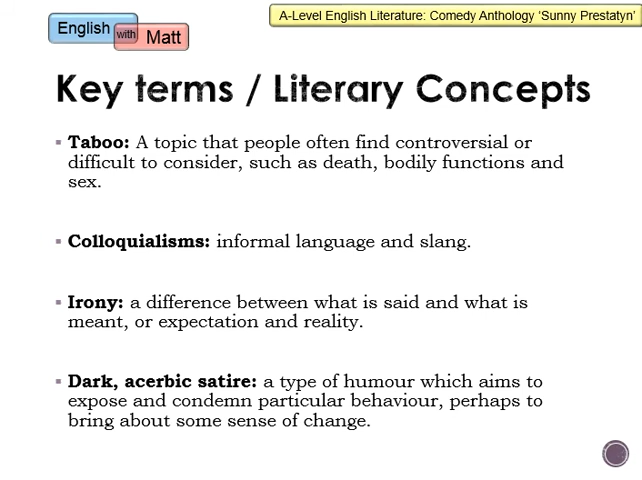 A-Level English Literature: Comedy Anthology ‘Sunny Prestatyn’
English with Matt
Key terms / Literary Concepts
▪ Taboo: A topic that people often find controversial or
difficult to consider, such as death, bodily functions and
sex.
▪ Colloquialisms: informal language and slang.
▪ Irony: a difference between what is said and what is
meant, or expectation and reality.
▪ Dark, acerbic satire: a type of humour which aims to
expose and condemn particular behaviour, perhaps to
bring about some sense of change.